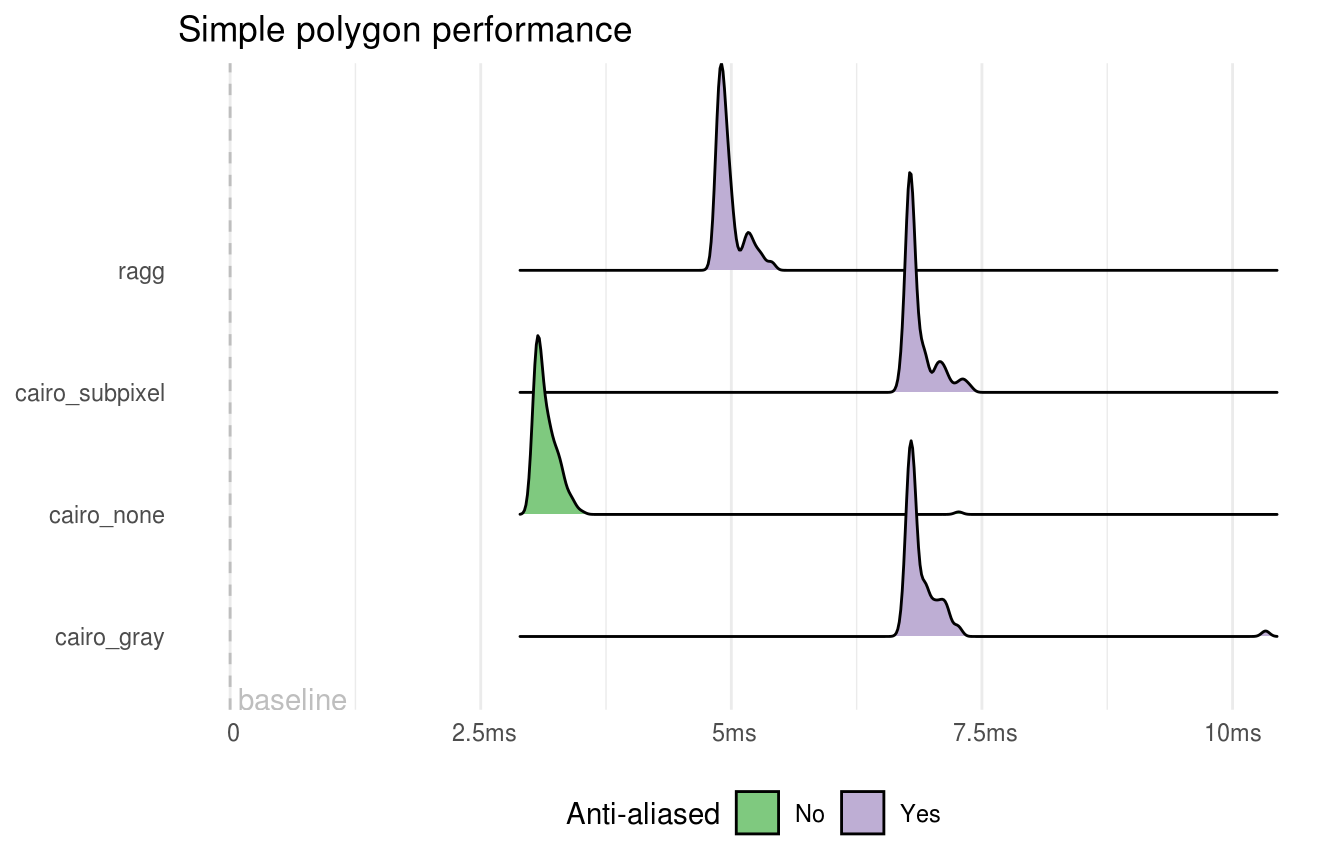 Simple polygon performance
ragg
cairo_subpixel
cairo_none
cairo_gray
baseline
0 2.5ms 5ms 7.5ms 10ms
Anti-aliased No Yes